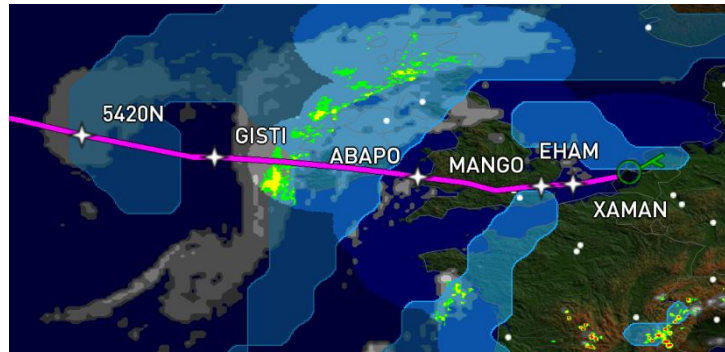 5420N
GISTI
ABAPO
MANGO
EHAM
XAMAN